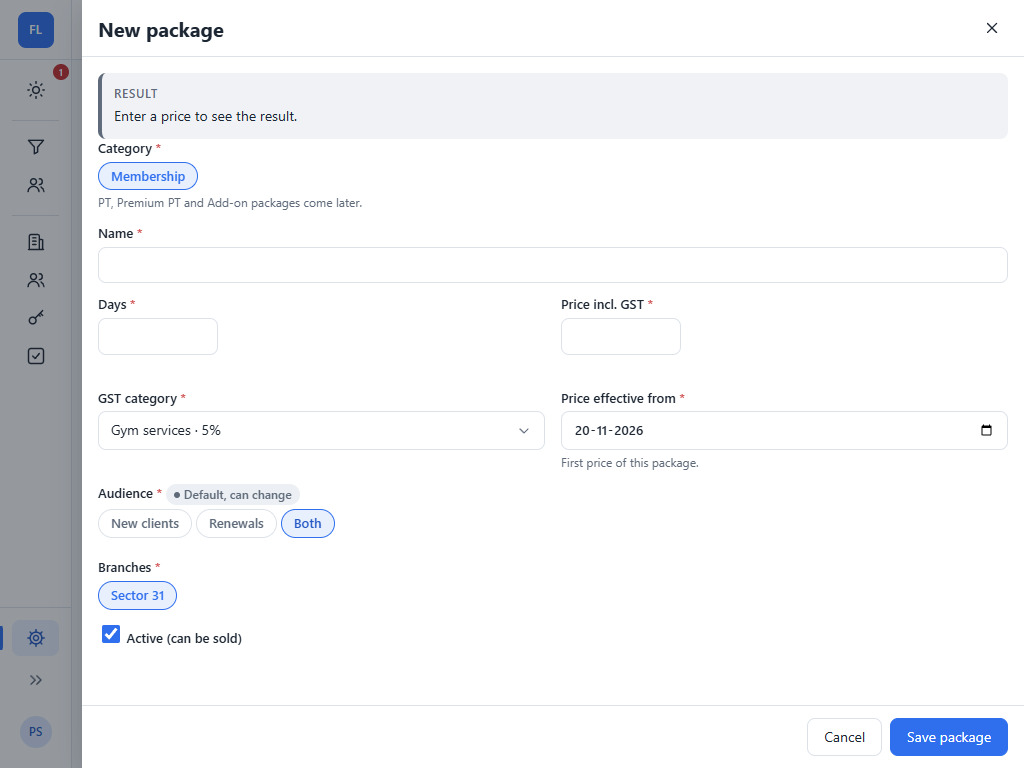 FL
New package
1
RESULT
Enter a price to see the result.
Category *
Membership
PT, Premium PT and Add-on packages come later.
Name *
Days *
Price incl. GST *
GST category *
Price effective from *
Gym services · 5%
20-11-2026
First price of this package.
Audience * Default, can change
New clients Renewals Both
Branches *
Sector 31
Active (can be sold)
PS
Cancel Save package